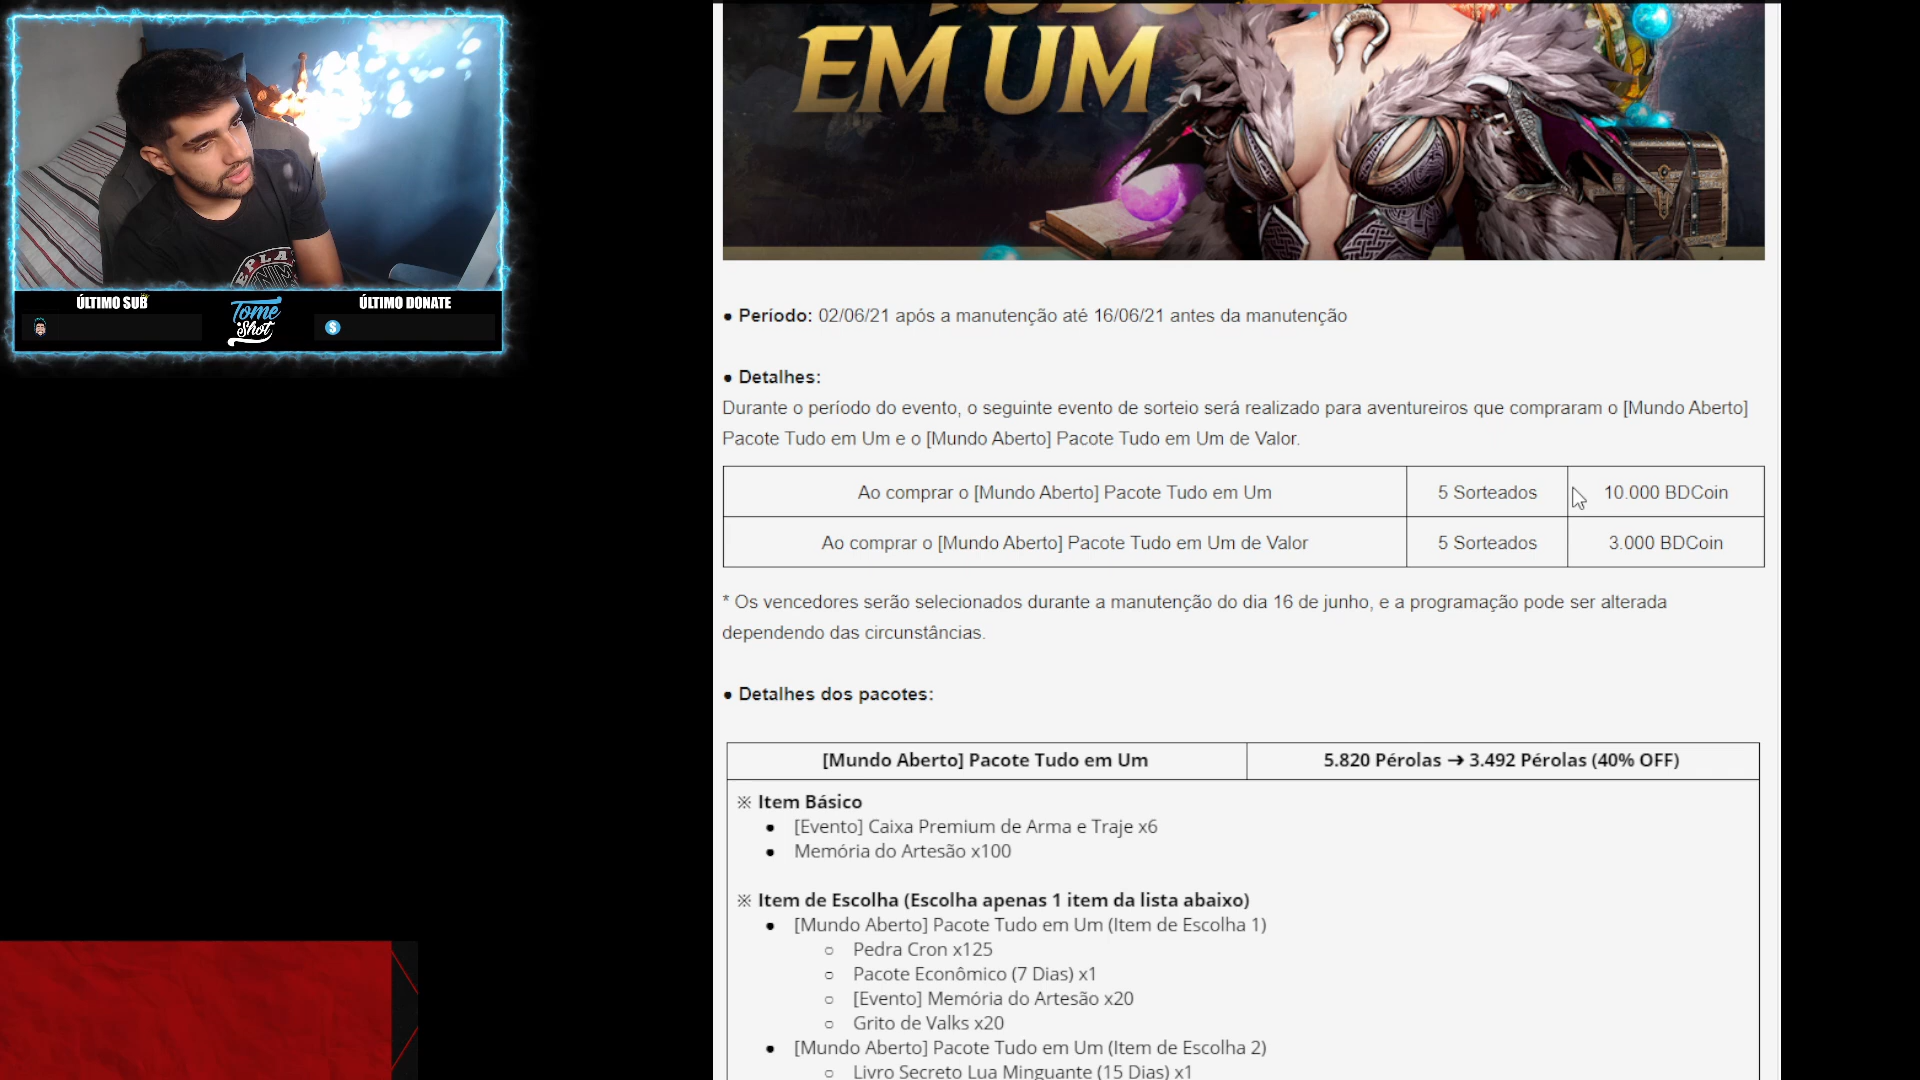 EM UM
ÚLTIMO SUB
ÚLTIMO DONATE
Tome
Shot
$
● Período: 02/06/21 após a manutenção até 16/06/21 antes da manutenção
● Detalhes:
Durante o período do evento, o seguinte evento de sorteio será realizado para aventureiros que compraram o [Mundo Aberto]
Pacote Tudo em Um e o [Mundo Aberto] Pacote Tudo em Um de Valor.
Ao comprar o [Mundo Aberto] Pacote Tudo em Um 5 Sorteados 10.000 BDCoin
Ao comprar o [Mundo Aberto] Pacote Tudo em Um de Valor 5 Sorteados 3.000 BDCoin
* Os vencedores serão selecionados durante a manutenção do dia 16 de junho, e a programação pode ser alterada
dependendo das circunstâncias.
● Detalhes dos pacotes:
[Mundo Aberto] Pacote Tudo em Um 5.820 Pérolas ➔ 3.492 Pérolas (40% OFF)
※ Item Básico
● [Evento] Caixa Premium de Arma e Traje x6
● Memória do Artesão x100
※ Item de Escolha (Escolha apenas 1 item da lista abaixo)
● [Mundo Aberto] Pacote Tudo em Um (Item de Escolha 1)
○ Pedra Cron x125
○ Pacote Econômico (7 Dias) x1
○ [Evento] Memória do Artesão x20
○ Grito de Valks x20
● [Mundo Aberto] Pacote Tudo em Um (Item de Escolha 2)
○ Livro Secreto Lua Minguante (15 Dias) x1